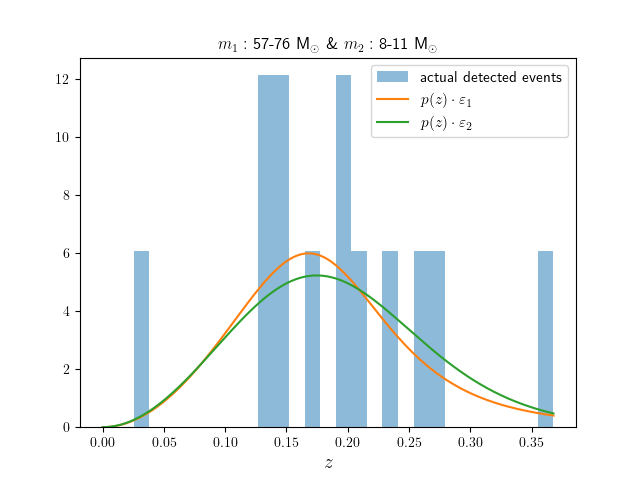 m₁ : 57-76 M⊙ & m₂ : 8-11 M⊙
actual detected events
p(z) · ε₁
p(z) · ε₂
12
10
8
6
4
2
0
0.00 0.05 0.10 0.15 0.20 0.25 0.30 0.35
z